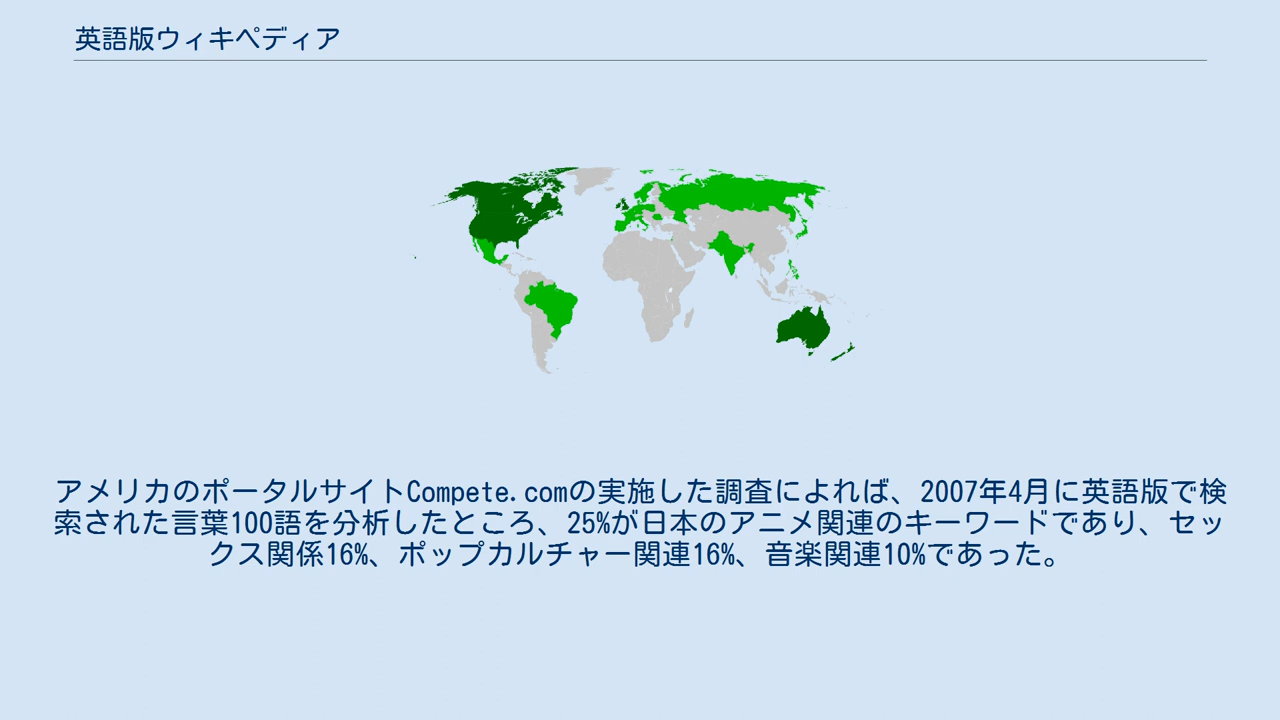 英語版ウィキペディア
アメリカのポータルサイトCompete.comの実施した調査によれば、2007年4月に英語版で検
索された言葉100語を分析したところ、25%が日本のアニメ関連のキーワードであり、セッ
クス関係16%、ポップカルチャー関連16%、音楽関連10%であった。